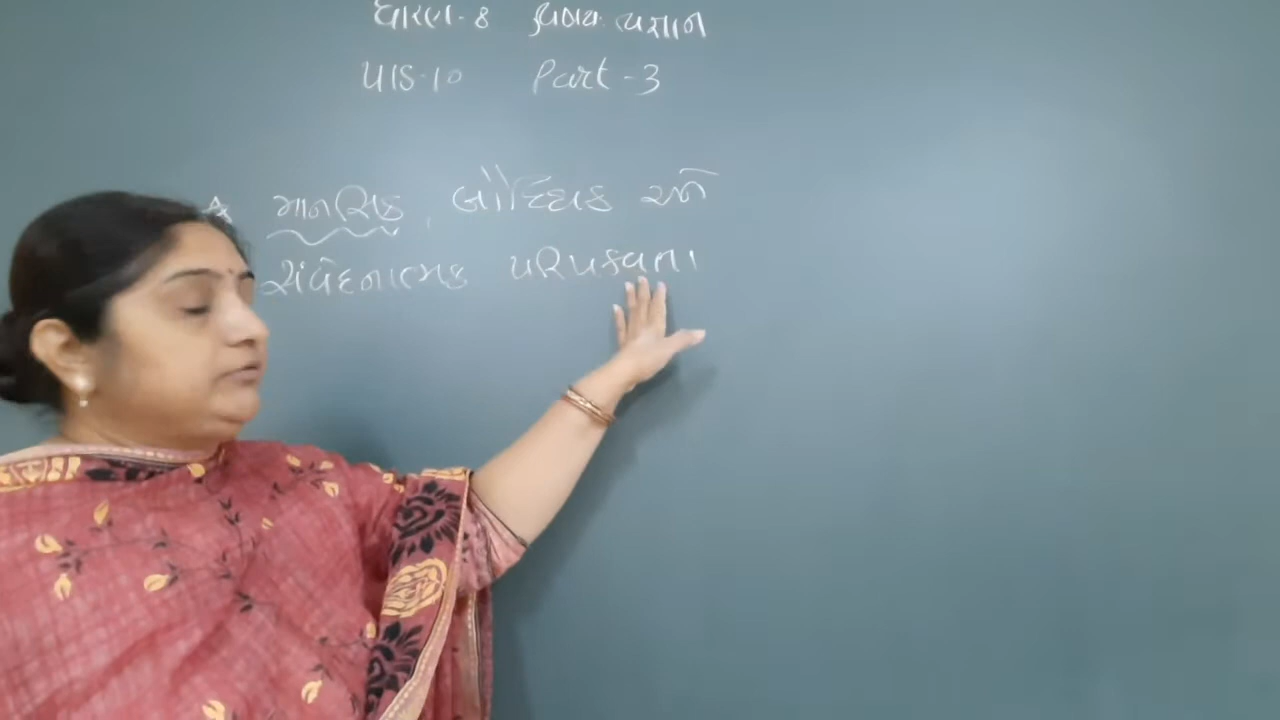 ધોરણ-8 વિજ્ઞાન
પાઠ-10 Part-3
* માનસિક, બૌદ્ધિક અને
સંવેદનાત્મક પરિપક્વતા